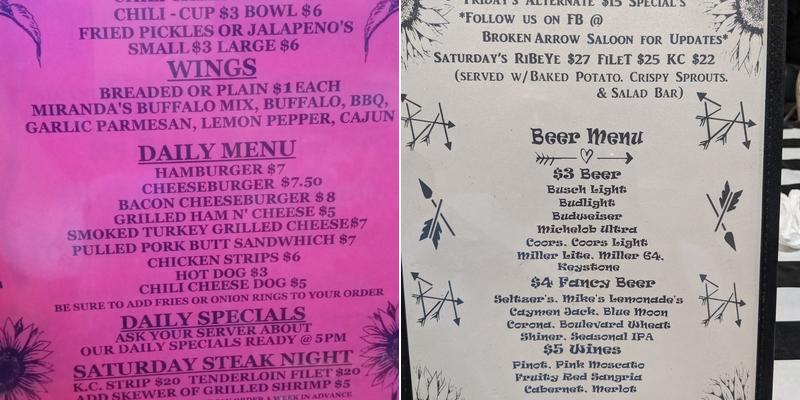 CHILI - CUP $3 BOWL $6
FRIED PICKLES OR JALAPENO'S
SMALL $3 LARGE $6
WINGS
BREADED OR PLAIN $1 EACH
MIRANDA'S BUFFALO MIX, BUFFALO, BBQ,
GARLIC PARMESAN, LEMON PEPPER, CAJUN
DAILY MENU
HAMBURGER $7
CHEESEBURGER $7.50
BACON CHEESEBURGER $8
GRILLED HAM N' CHEESE $5
SMOKED TURKEY GRILLED CHEESE $7
PULLED PORK BUTT SANDWHICH $7
CHICKEN STRIPS $6
HOT DOG $3
CHILI CHEESE DOG $5
BE SURE TO ADD FRIES OR ONION RINGS TO YOUR ORDER
DAILY SPECIALS
ASK YOUR SERVER ABOUT
OUR DAILY SPECIALS READY @ 5PM
SATURDAY STEAK NIGHT
K.C. STRIP $20 TENDERLOIN FILET $20
ADD SKEWER OF GRILLED SHRIMP $5
ORDER A WEEK IN ADVANCE
FRIDAY'S ALTERNATE $15 SPECIAL'S
*FOLLOW US ON FB @
BROKEN ARROW SALOON FOR UPDATES*
SATURDAY'S RIBEYE $27 FILET $25 KC $22
(SERVED W/BAKED POTATO, CRISPY SPROUTS,
& SALAD BAR)
Beer Menu
$3 Beer
Busch Light
Budlight
Budweiser
Michelob Ultra
Coors, Coors Light
Miller Lite, Miller 64,
Keystone
$4 Fancy Beer
Seltzer's, Mike's Lemonade's
Caymen Jack, Blue Moon
Corona, Boulevard Wheat
Shiner, Seasonal IPA
$5 Wines
Pinot, Pink Moscato
Fruity Red Sangria
Cabernet, Merlot